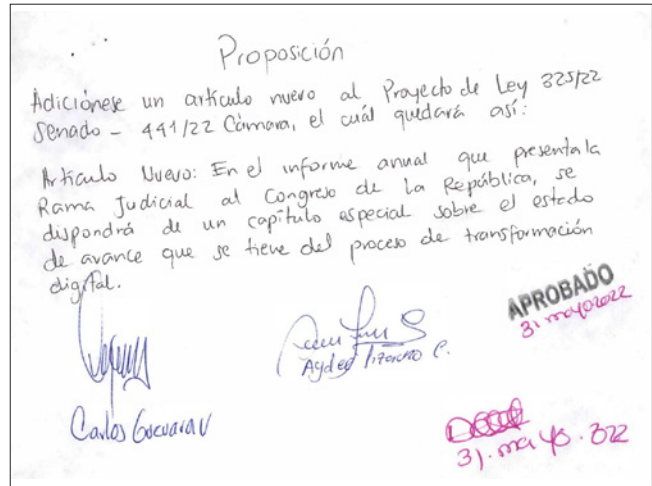 Proposición
Adiciónese un artículo nuevo al Proyecto de Ley 325/22
Senado - 441/22 Cámara, el cuál quedará así:
Artículo Nuevo: En el informe anual que presenta la
Rama Judicial al Congreso de La República, se
dispondrá de un capítulo especial sobre el estado
de avance que se tiene del proceso de transformación
digital.
APROBADO
31 mayo 2022
Aydeé Lizarazo C.
Carlos Guevara V
31. mayo. 322